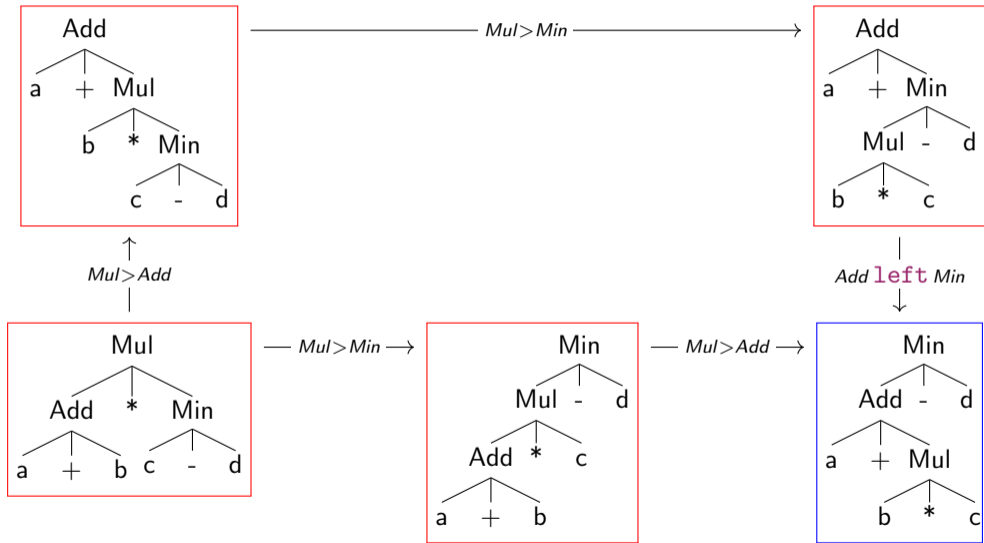 Add
a + Mul
b * Min
c - d
Mul>Min
Add
a + Min
Mul - d
b * c
Mul>Add
Add left Min
Mul
Add * Min
a + b c - d
Mul>Min
Min
Mul - d
Add * c
a + b
Mul>Add
Min
Add - d
a + Mul
b * c